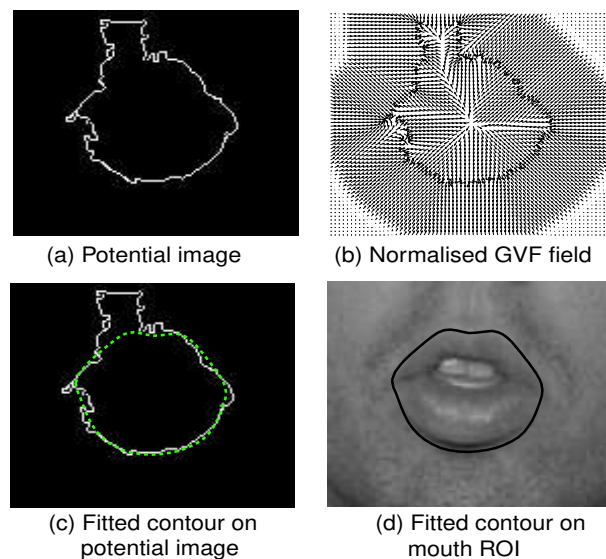 (a) Potential image
(b) Normalised GVF field
(c) Fitted contour on
potential image
(d) Fitted contour on
mouth ROI